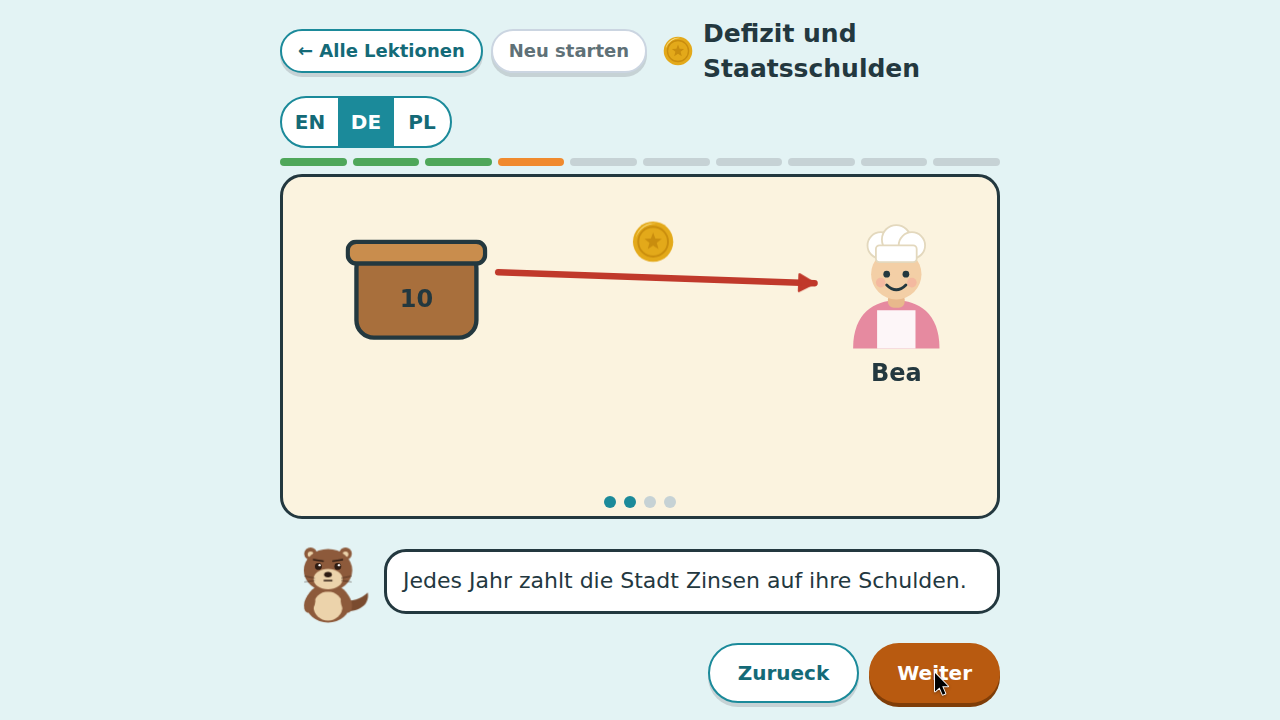 ← Alle Lektionen
Neu starten
Defizit und
Staatsschulden
EN DE PL
10
Bea
Jedes Jahr zahlt die Stadt Zinsen auf ihre Schulden.
Zurueck
Weiter